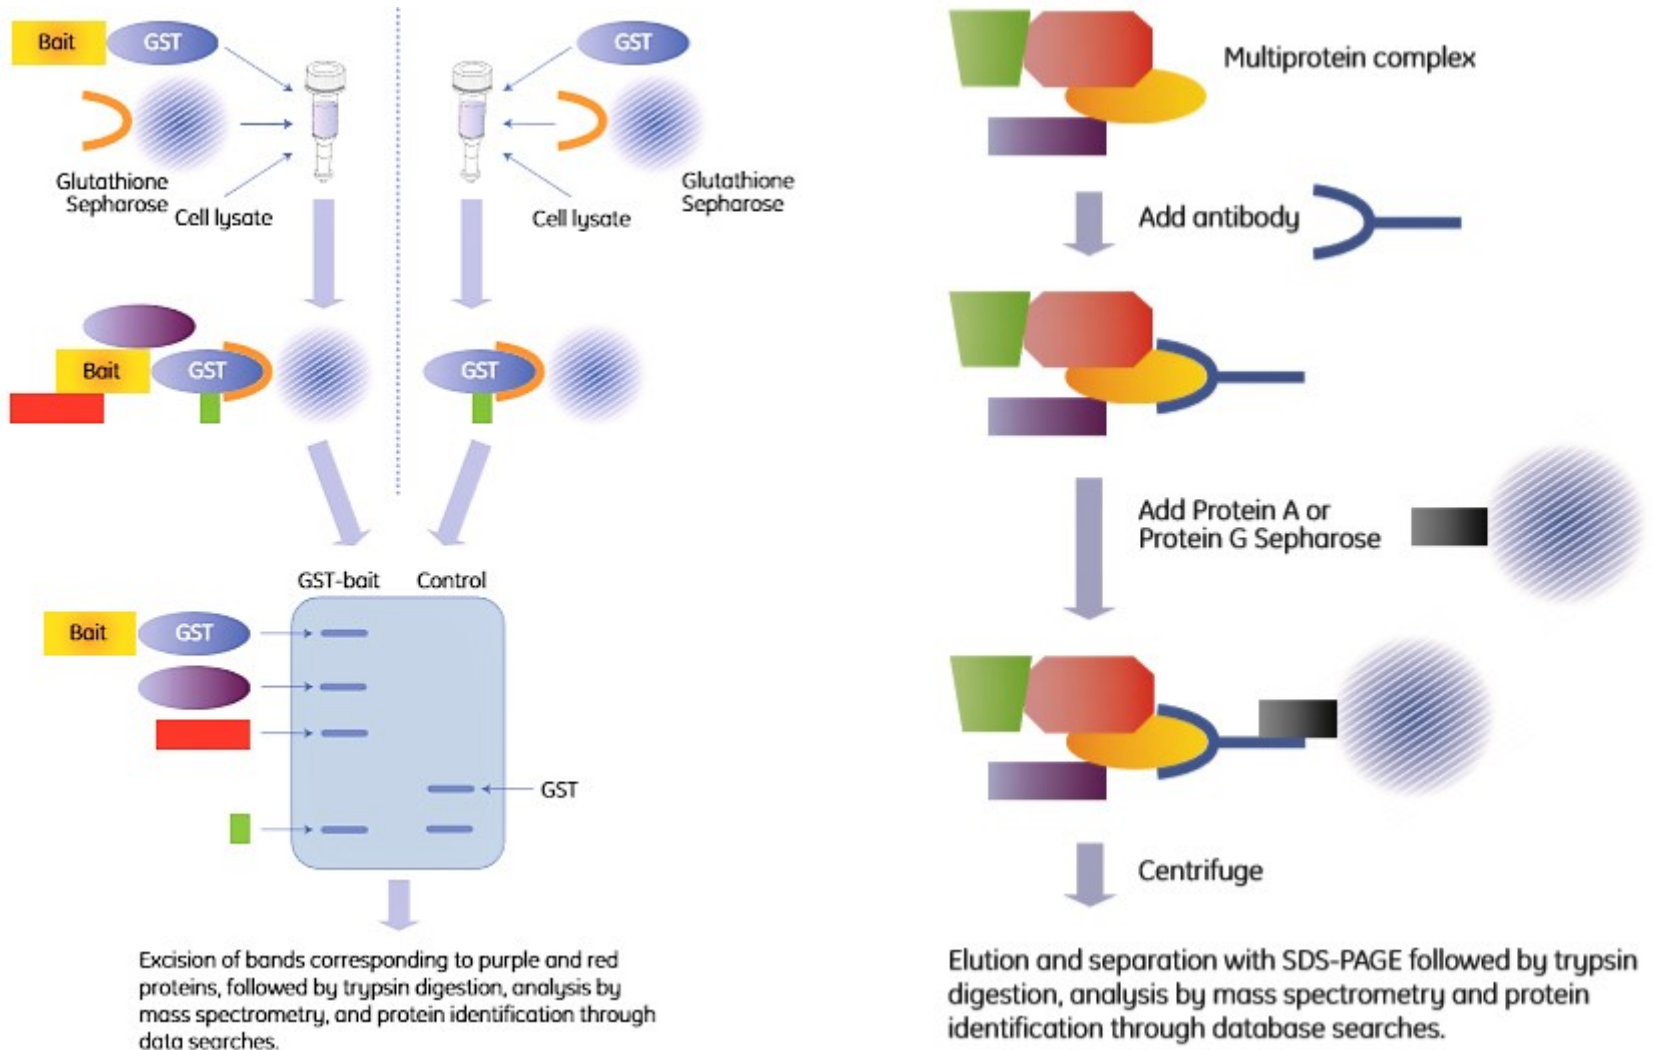 Bait
GST
GST
Glutathione
Sepharose
Cell lysate
Cell lysate
Glutathione
Sepharose
Bait
GST
GST
GST-bait
Control
Bait
GST
GST
Excision of bands corresponding to purple and red
proteins, followed by trypsin digestion, analysis by
mass spectrometry, and protein identification through
data searches.
Multiprotein complex
Add antibody
Add Protein A or
Protein G Sepharose
Centrifuge
Elution and separation with SDS-PAGE followed by trypsin
digestion, analysis by mass spectrometry and protein
identification through database searches.